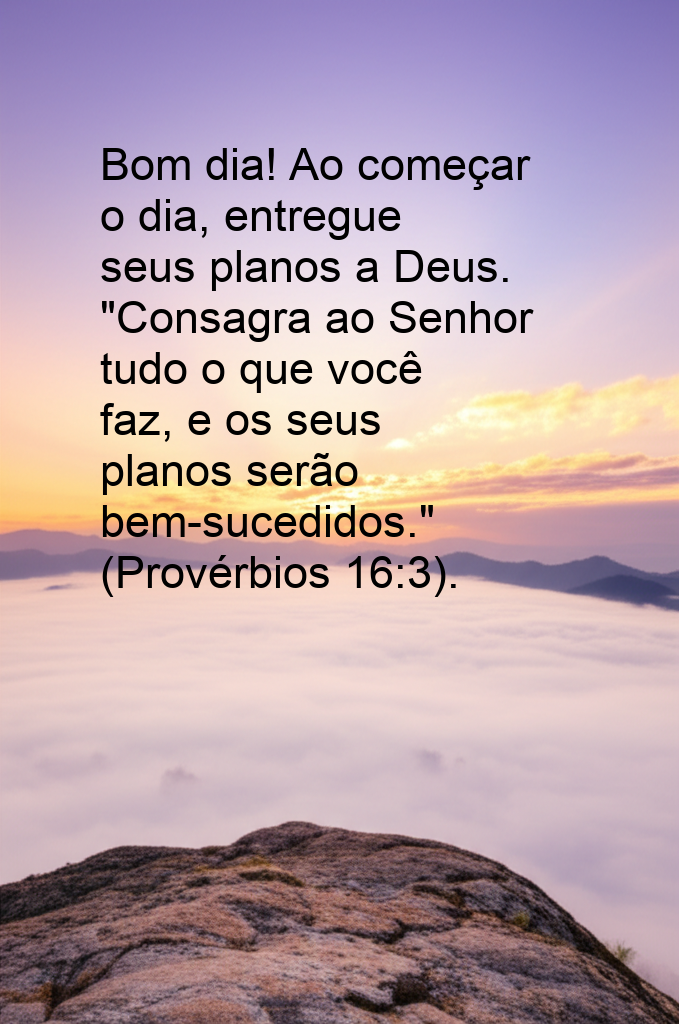 Bom dia! Ao começar
o dia, entregue
seus planos a Deus.
"Consagra ao Senhor
tudo o que você
faz, e os seus
planos serão
bem-sucedidos."
(Provérbios 16:3).